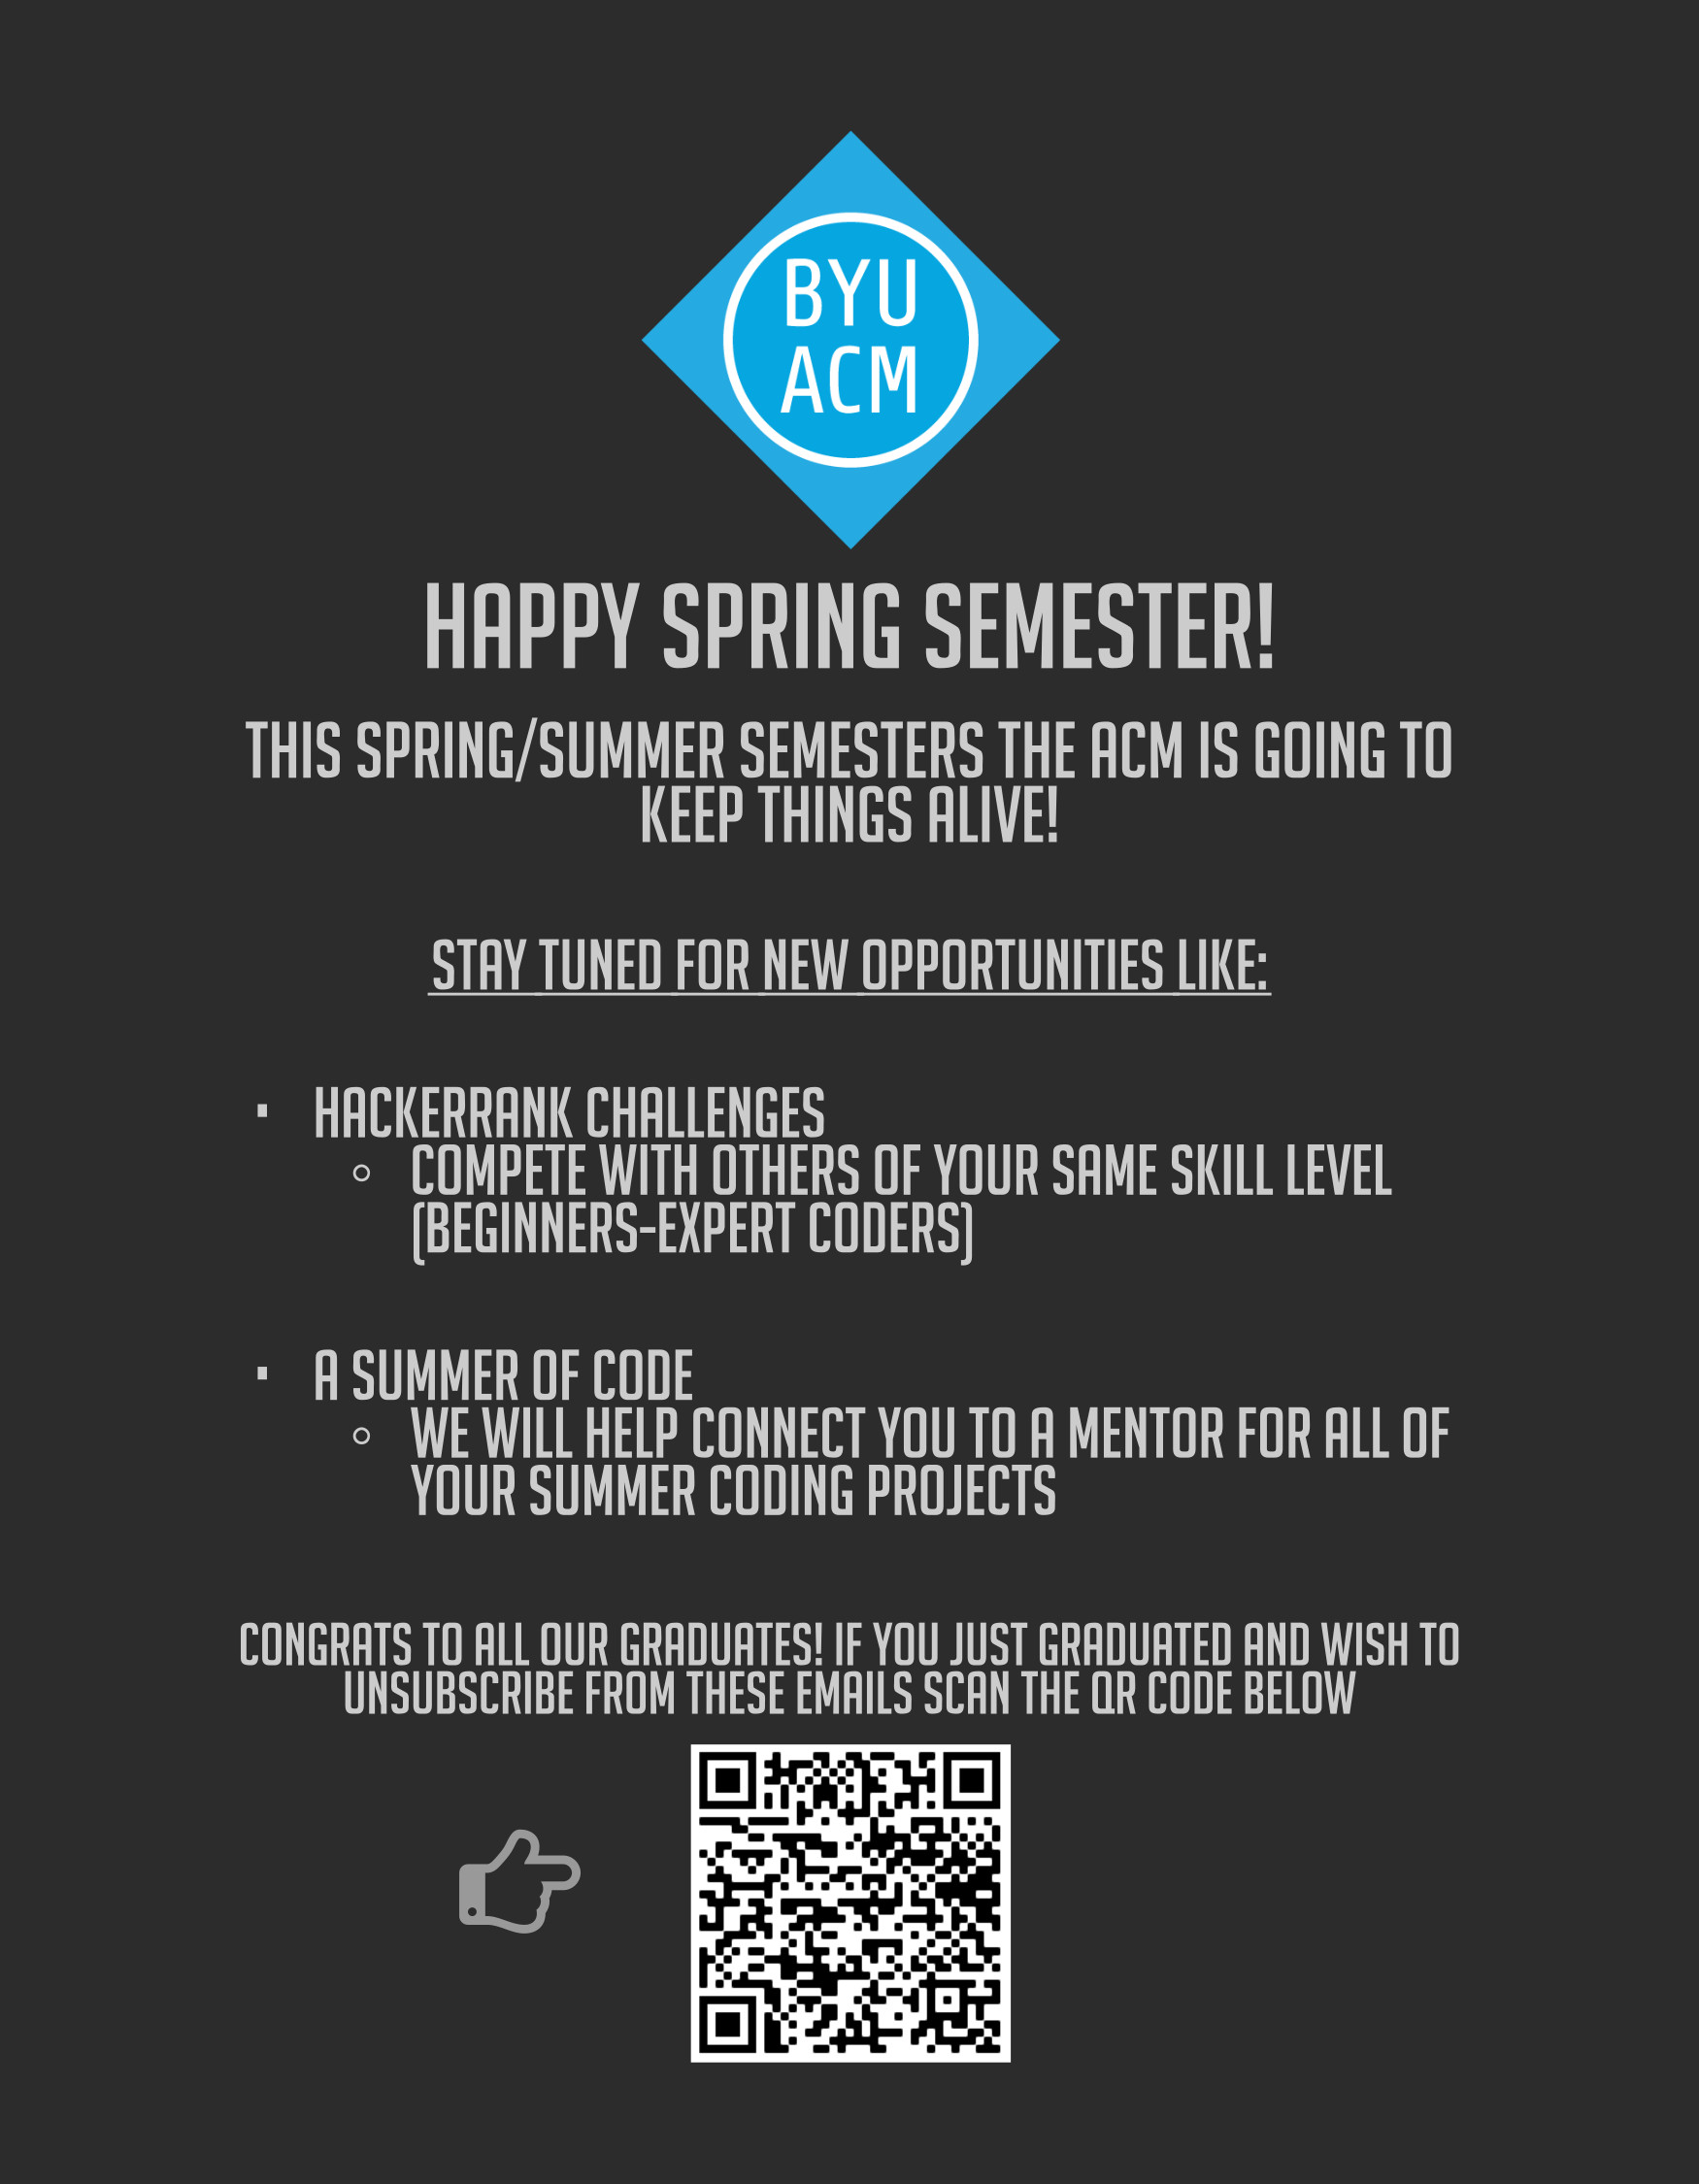 BYU
ACM
HAPPY SPRING SEMESTER!
THIS SPRING/SUMMER SEMESTERS THE ACM IS GOING TO
KEEP THINGS ALIVE!
STAY TUNED FOR NEW OPPORTUNITIES LIKE:
▪ HACKERRANK CHALLENGES
○ COMPETE WITH OTHERS OF YOUR SAME SKILL LEVEL
(BEGINNERS-EXPERT CODERS)
▪ A SUMMER OF CODE
○ WE WILL HELP CONNECT YOU TO A MENTOR FOR ALL OF
YOUR SUMMER CODING PROJECTS
CONGRATS TO ALL OUR GRADUATES! IF YOU JUST GRADUATED AND WISH TO
UNSUBSCRIBE FROM THESE EMAILS SCAN THE QR CODE BELOW